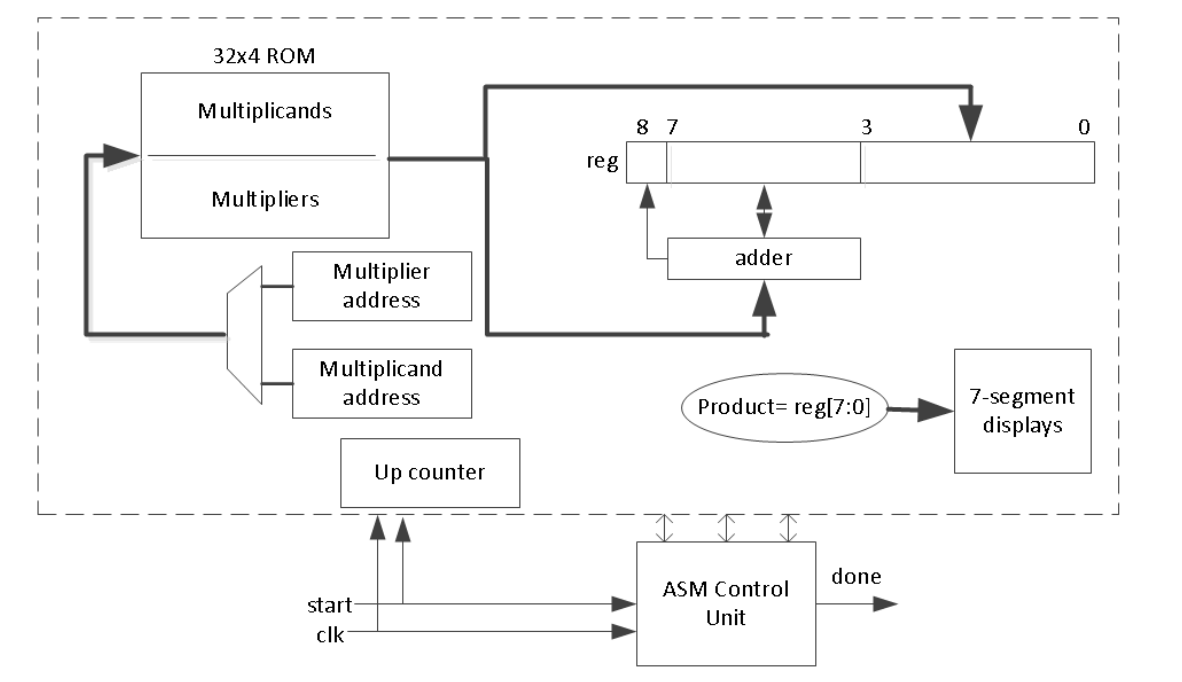 32x4 ROM
Multiplicands
Multipliers
8 7 3 0
reg
adder
Multiplier
address
Multiplicand
address
Product= reg[7:0]
7-segment
displays
Up counter
ASM Control
Unit
done
start
clk